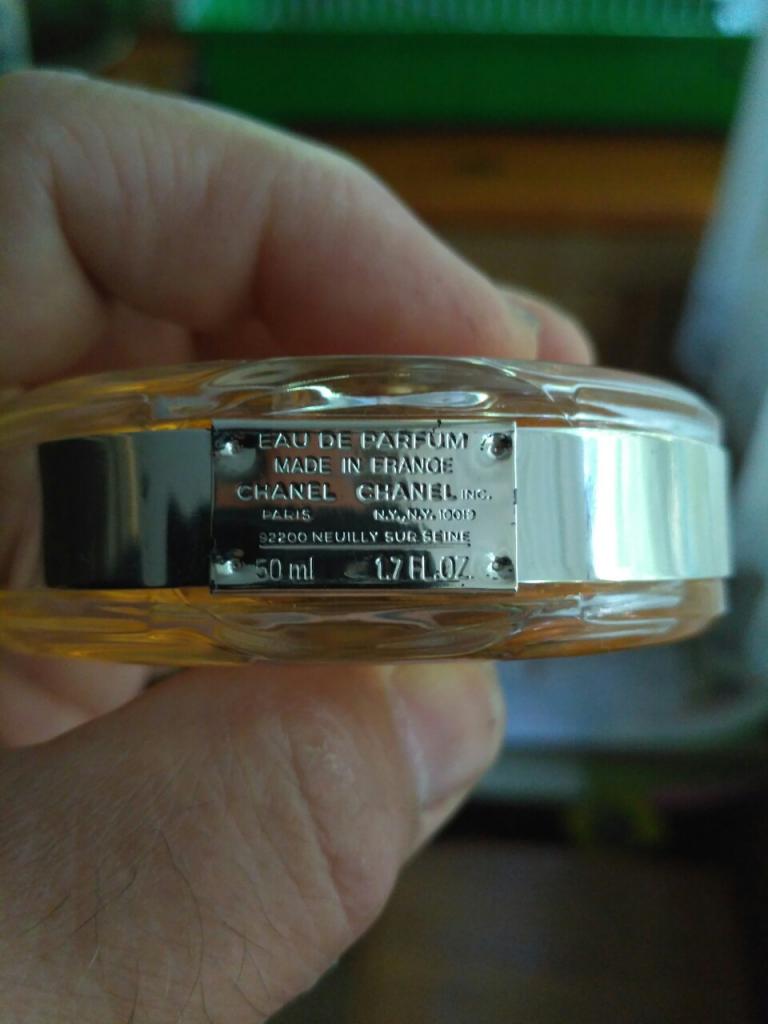 EAU DE PARFUM
MADE IN FRANCE
CHANEL CHANEL INC.
PARIS N.Y., N.Y. 10019
92200 NEUILLY SUR SEINE
50 ml 1.7 FL.OZ.